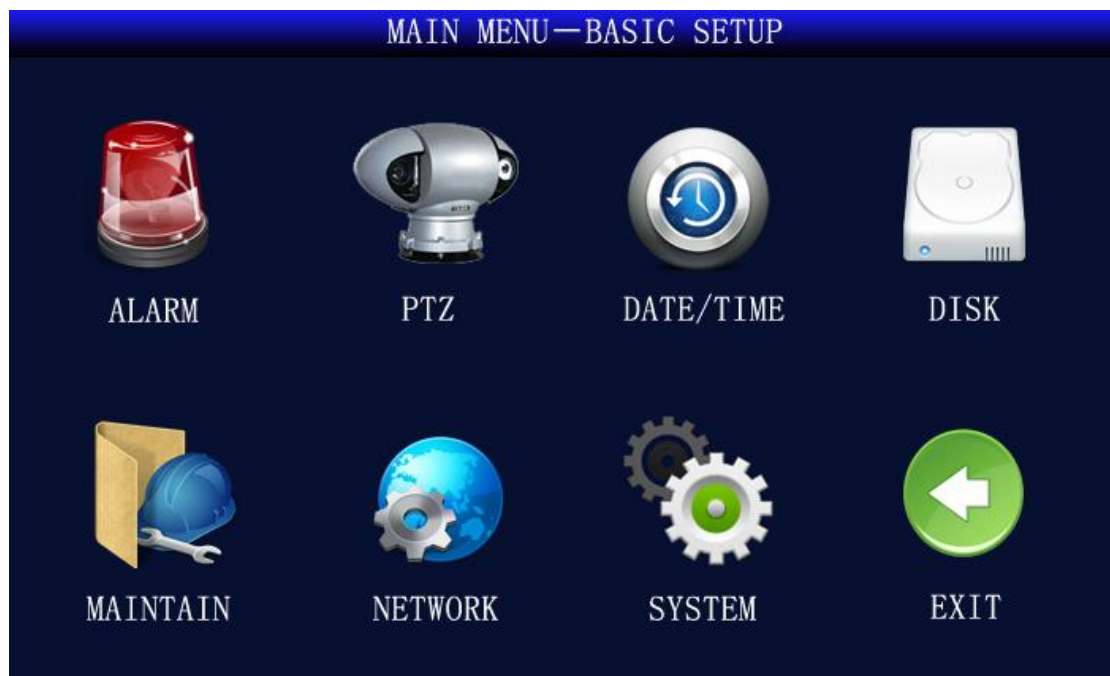 MAIN MENU—BASIC SETUP
ALARM
PTZ
DATE/TIME
DISK
MAINTAIN
NETWORK
SYSTEM
EXIT